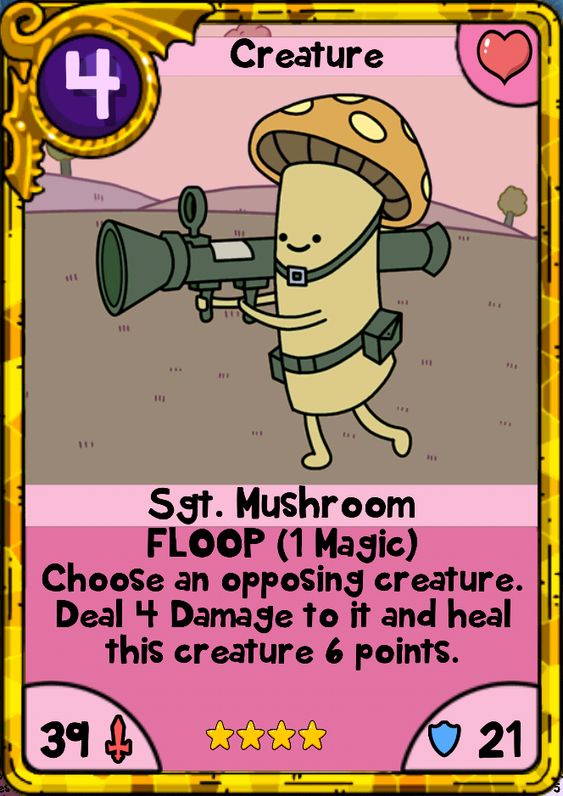 4
Creature
Sgt. Mushroom
FLOOP (1 Magic)
Choose an opposing creature.
Deal 4 Damage to it and heal
this creature 6 points.
39
21